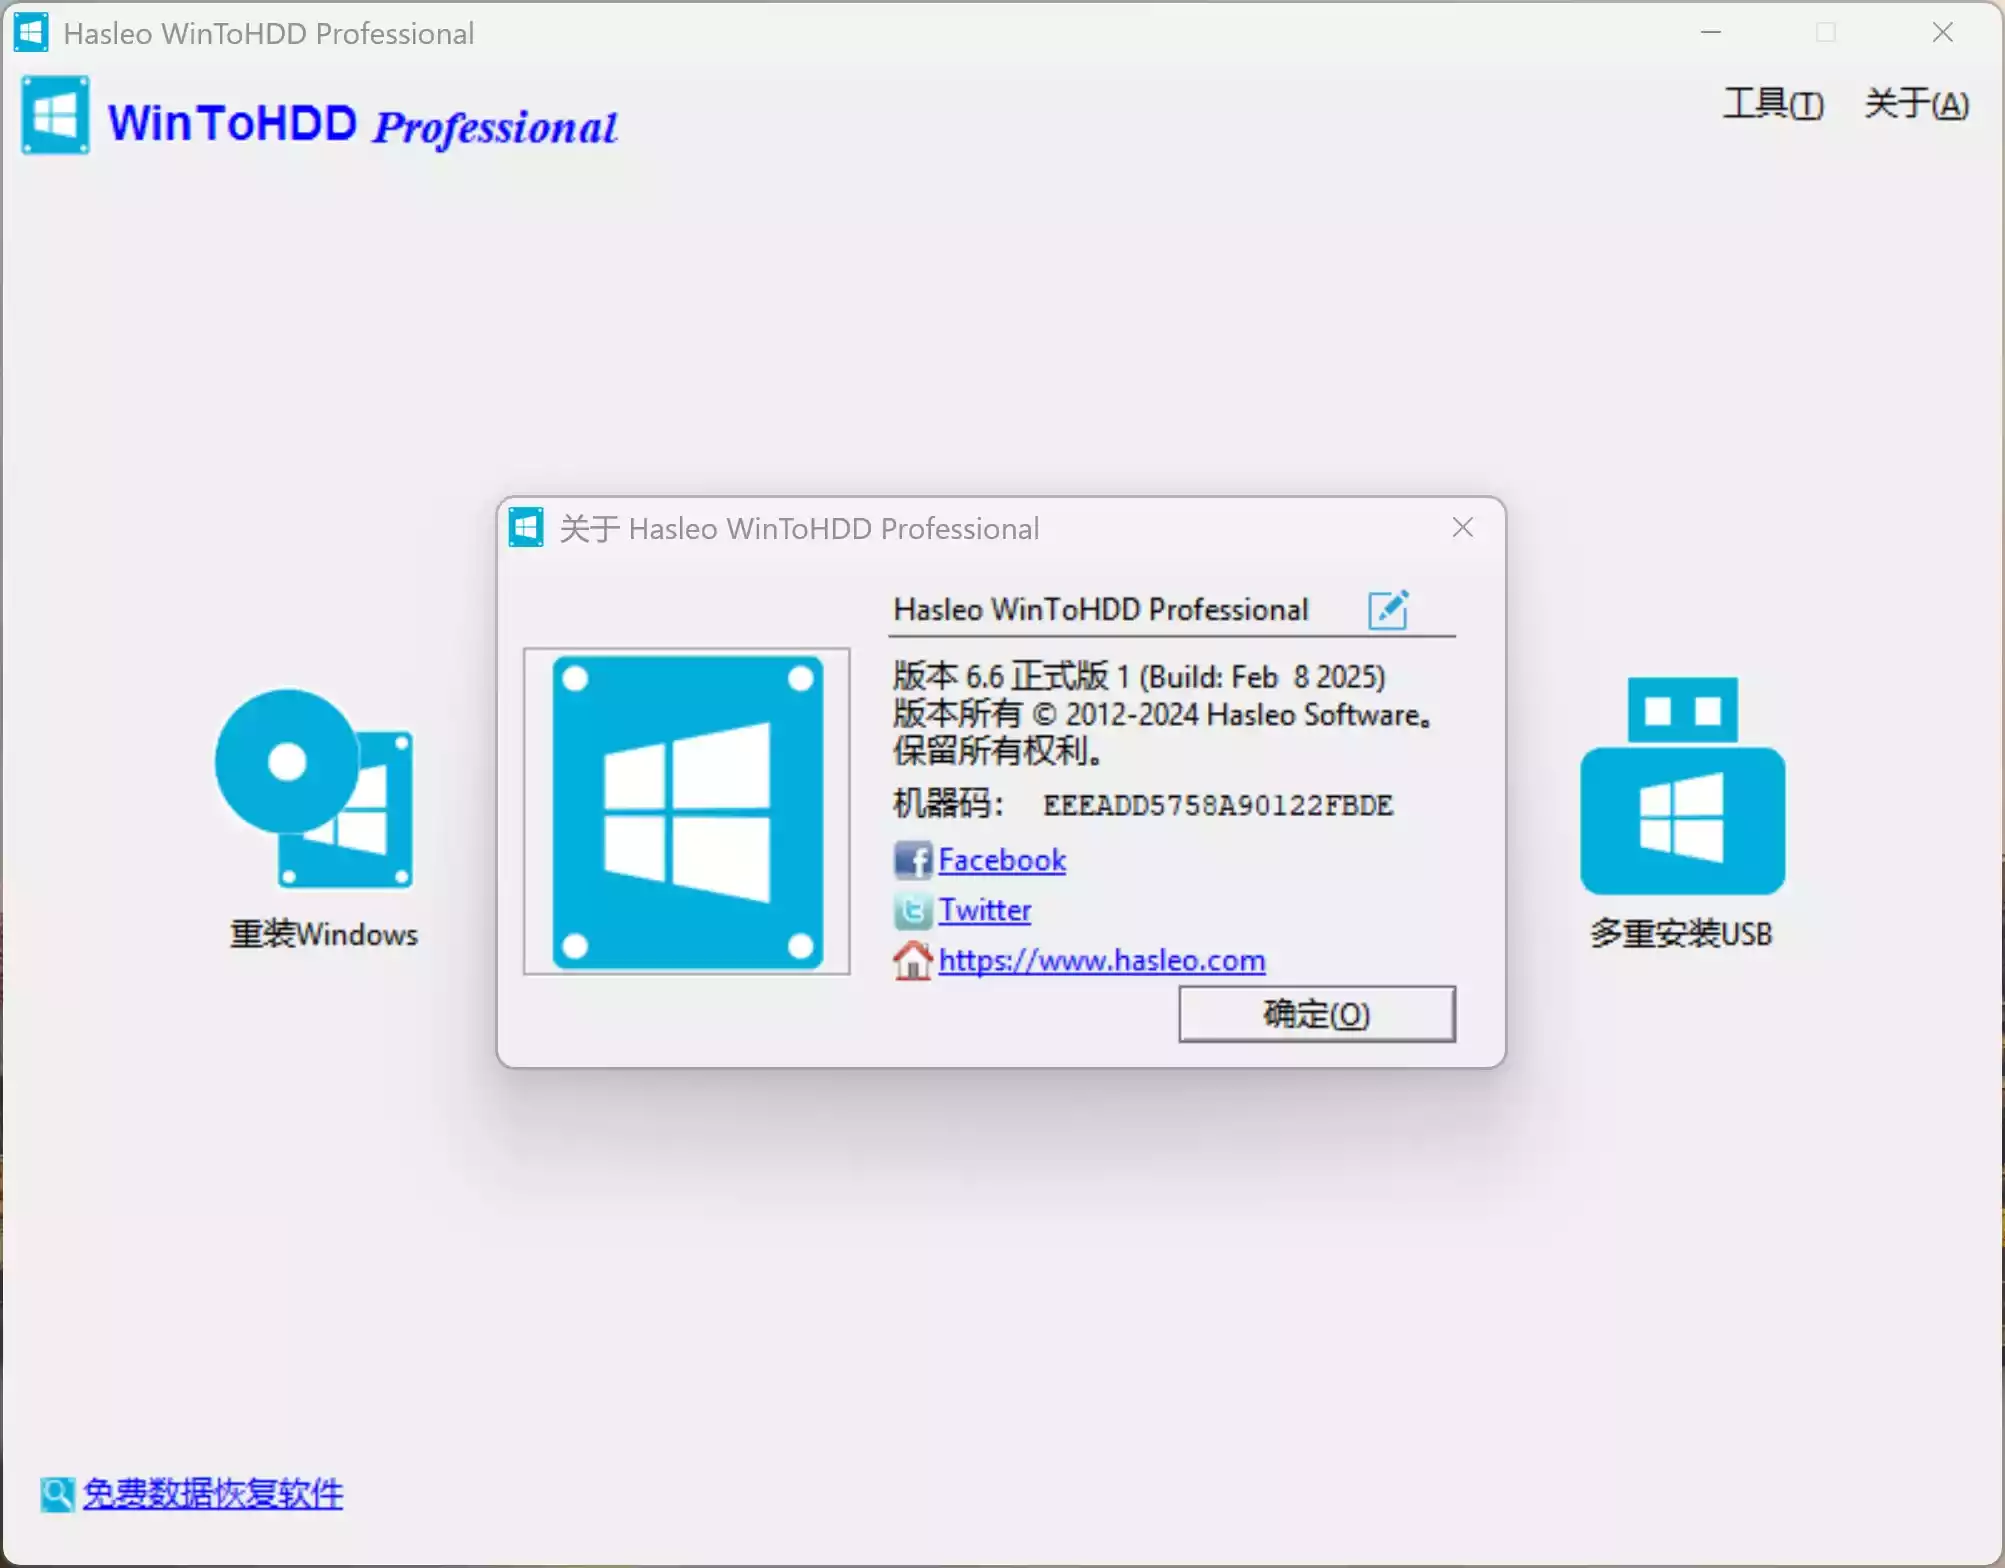 Hasleo WinToHDD Professional
WinToHDD Professional
工具(T) 关于(A)
关于 Hasleo WinToHDD Professional
Hasleo WinToHDD Professional
版本 6.6 正式版 1 (Build: Feb  8 2025)
版本所有 © 2012-2024 Hasleo Software。
保留所有权利。
机器码: EEEADD5758A90122FBDE
Facebook
Twitter
https://www.hasleo.com
确定(O)
重装Windows
多重安装USB
免费数据恢复软件